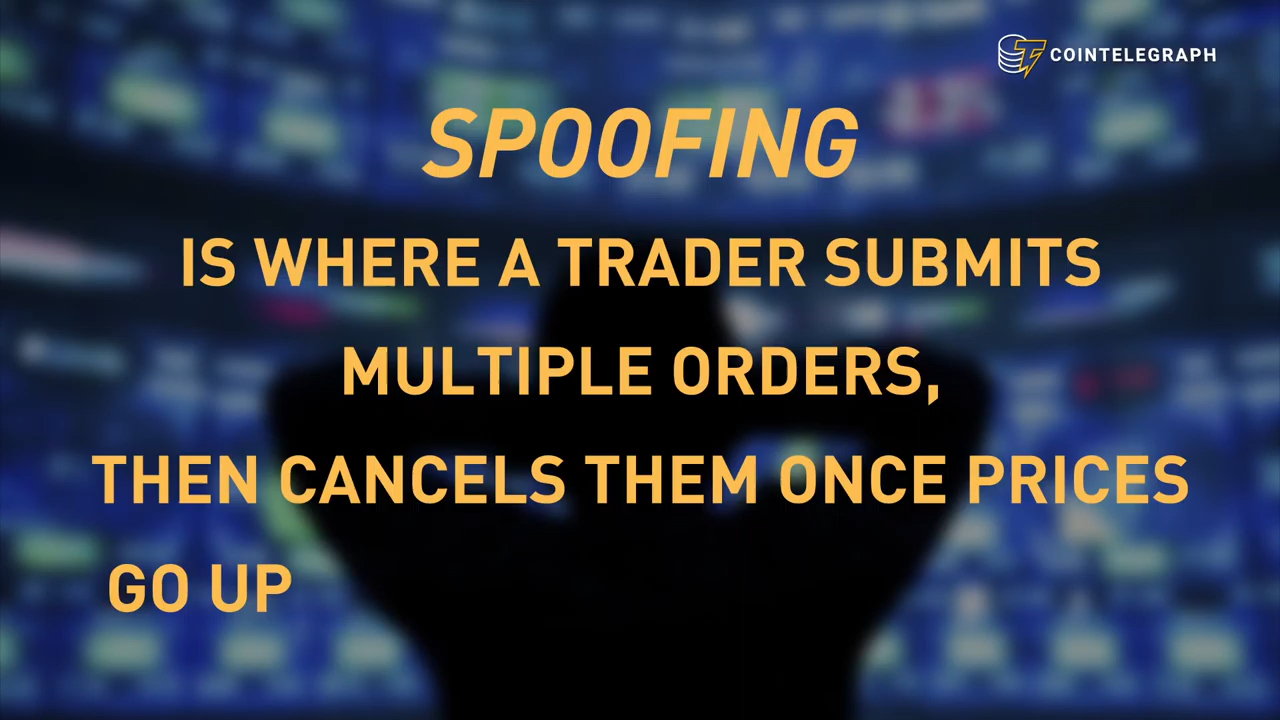 COINTELEGRAPH
SPOOFING
IS WHERE A TRADER SUBMITS
MULTIPLE ORDERS,
THEN CANCELS THEM ONCE PRICES
GO UP